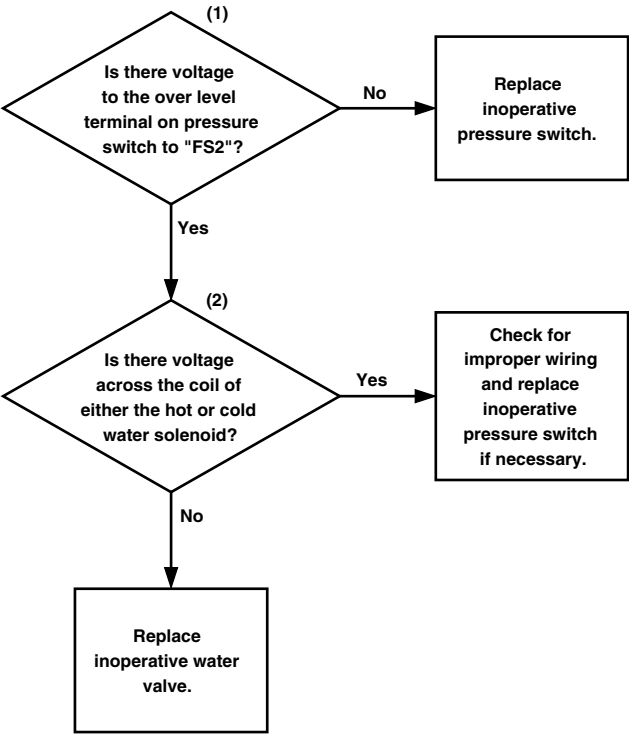 (1)
Is there voltage
to the over level
terminal on pressure
switch to "FS2"?
No
Replace
inoperative
pressure switch.
Yes
(2)
Is there voltage
across the coil of
either the hot or cold
water solenoid?
Yes
Check for
improper wiring
and replace
inoperative
pressure switch
if necessary.
No
Replace
inoperative water
valve.